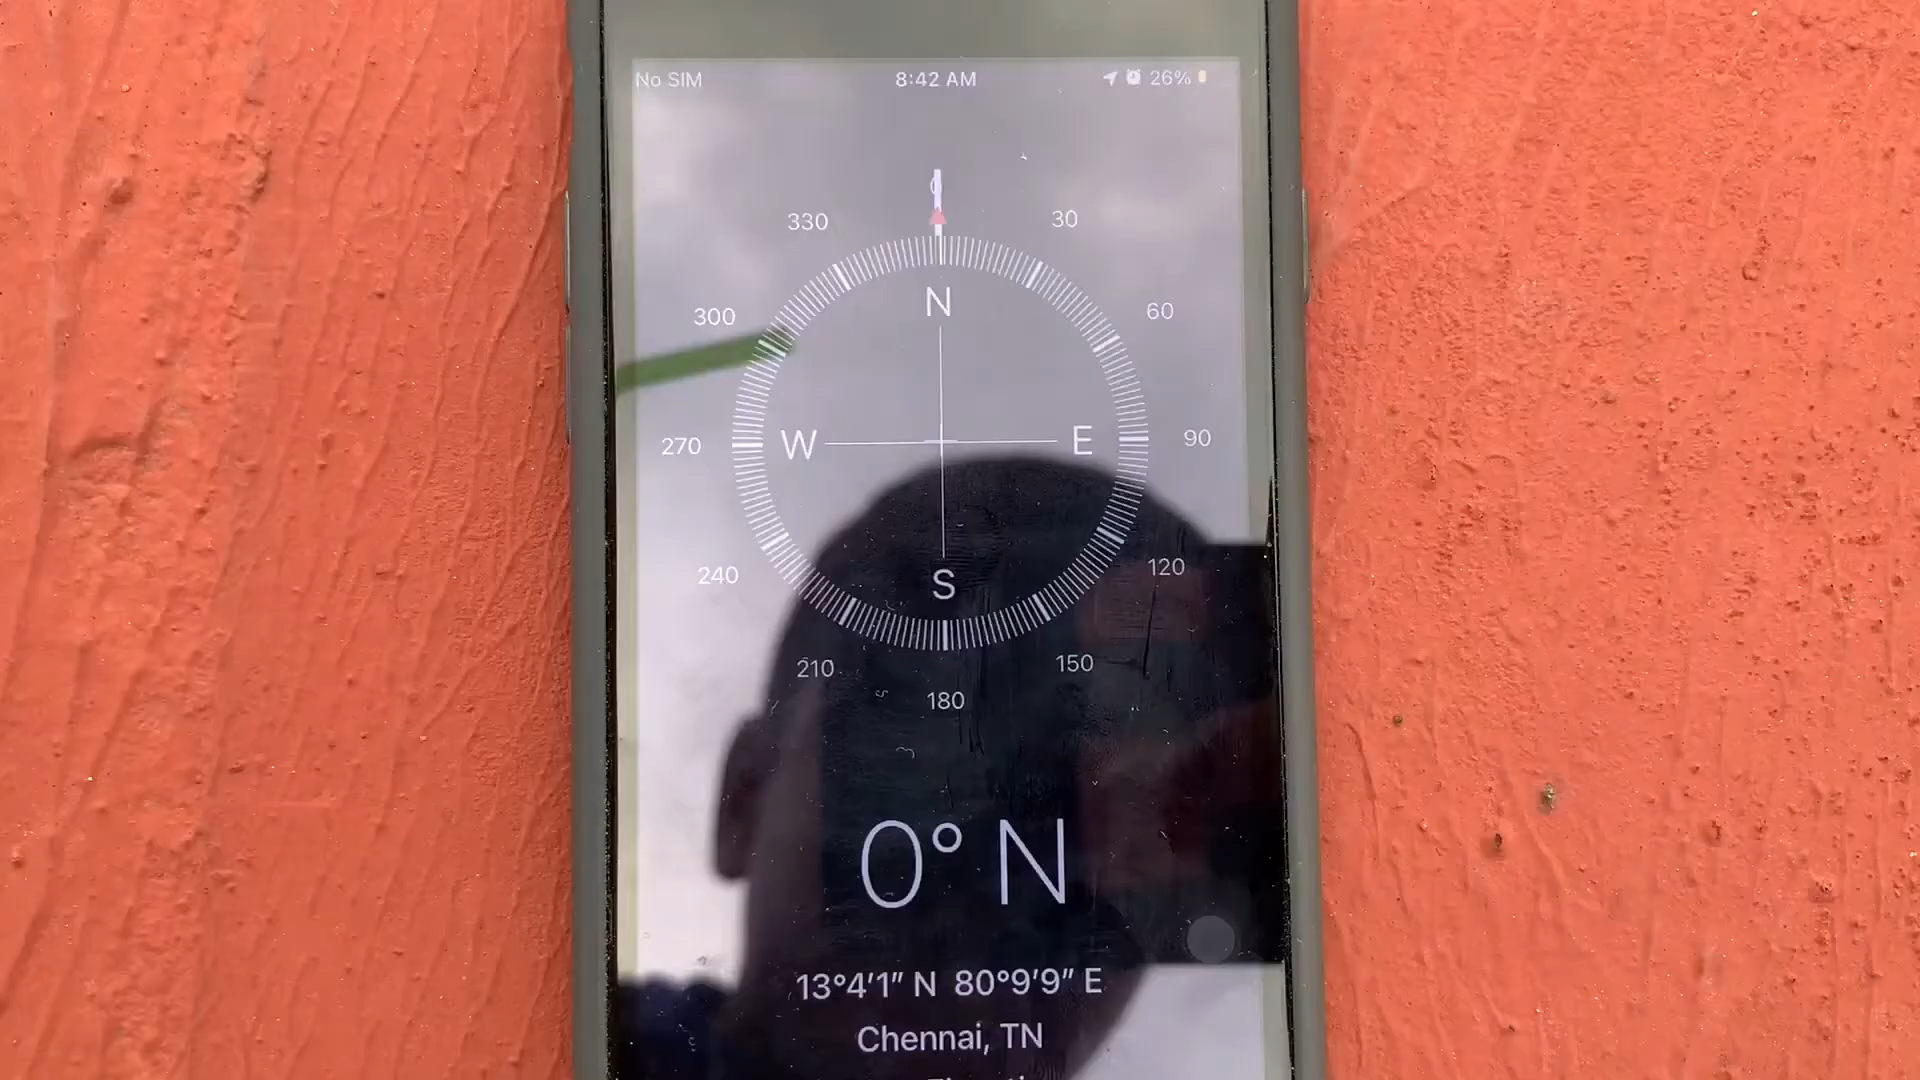 No SIM 8:42 AM 26%
0
330 30
300 N 60
270 W E 90
240 S 120
210 150
180
0° N
13°4'1" N 80°9'9" E
Chennai, TN